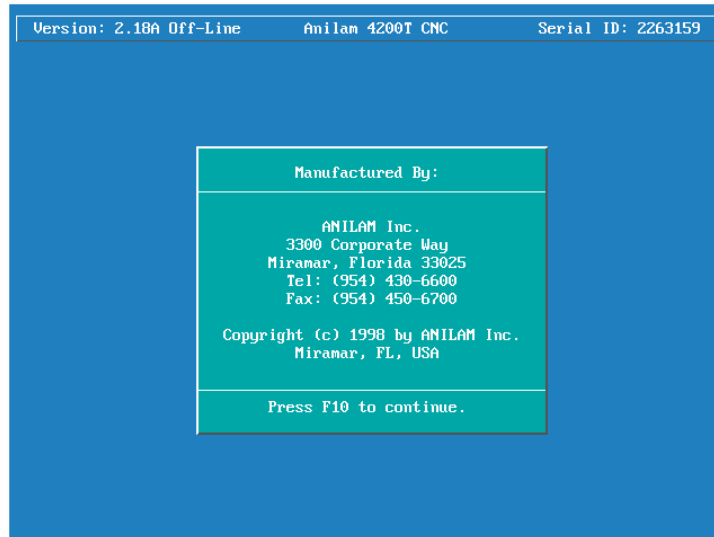 Version: 2.18A Off-Line Anilam 4200T CNC Serial ID: 2263159
Manufactured By:
ANILAM Inc.
3300 Corporate Way
Miramar, Florida 33025
Tel: (954) 430-6600
Fax: (954) 450-6700
Copyright (c) 1998 by ANILAM Inc.
Miramar, FL, USA
Press F10 to continue.